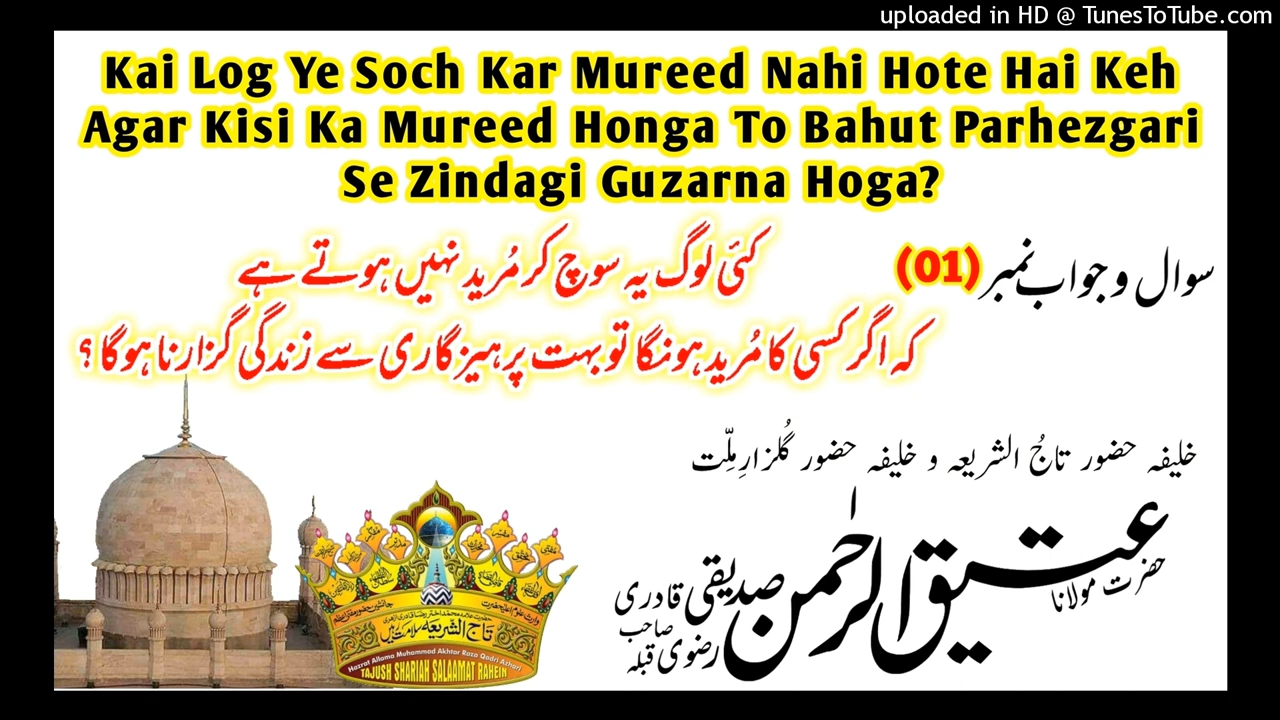 uploaded in HD @ TunesToTube.com
Kai Log Ye Soch Kar Mureed Nahi Hote Hai Keh
Agar Kisi Ka Mureed Honga To Bahut Parhezgari
Se Zindagi Guzarna Hoga?
سوال و جواب نمبر (01) کئی لوگ یہ سوچ کر مُرید نہیں ہوتے ہے
کہ اگر کسی کا مُرید ہونگا تو بہت پرہیزگاری سے زندگی گزارنا ہوگا ؟
خلیفہ حضور تاجُ الشریعہ و خلیفہ حضور گُلزارِ مِلّت
حضرت مولانا عتیق الرحمٰن صدیقی قادری
رضوی صاحب قبلہ
تاج الشریعہ سلامت رہیں
Hazrat Allama Muhammad Akhtar Raza Qadri Azhari
TAJUSH SHARIAH SALAAMAT RAHEIN